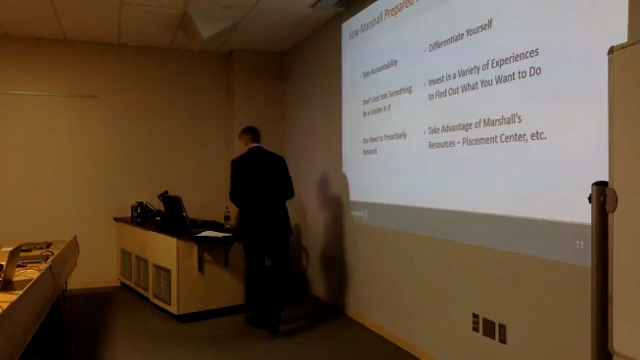 How Marshall Prepared
Take Accountability
Don't Just Join Something;
Be a Leader in It
You Need to Proactively
Network
✓ Differentiate Yourself
✓ Invest in a Variety of Experiences
to Find Out What You Want to Do
✓ Take Advantage of Marshall's
Resources – Placement Center, etc.
11